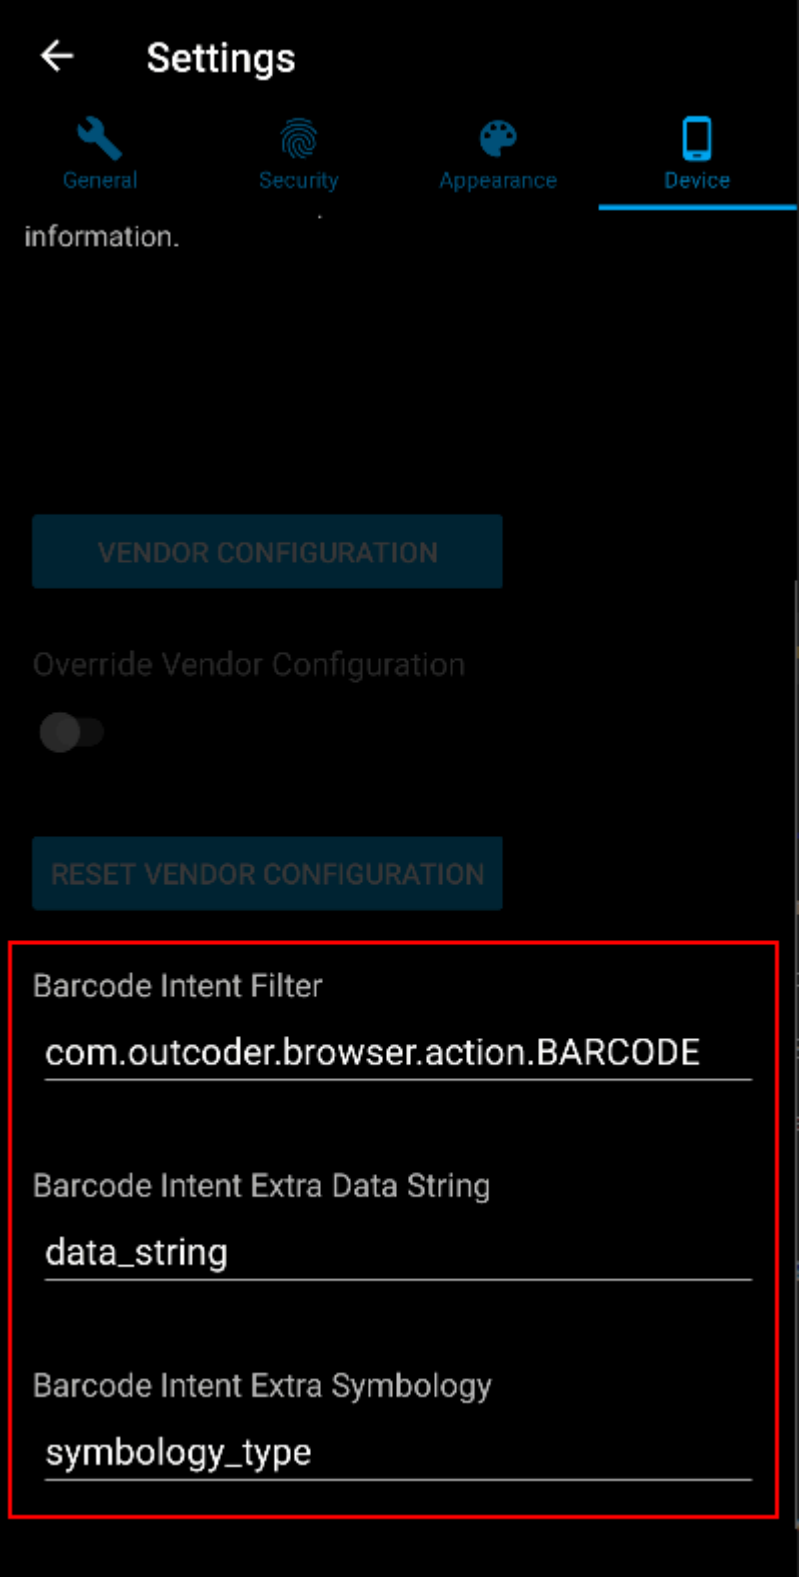 Settings
General
Security
Appearance
Device
information.
VENDOR CONFIGURATION
Override Vendor Configuration
RESET VENDOR CONFIGURATION
Barcode Intent Filter
com.outcoder.browser.action.BARCODE
Barcode Intent Extra Data String
data_string
Barcode Intent Extra Symbology
symbology_type